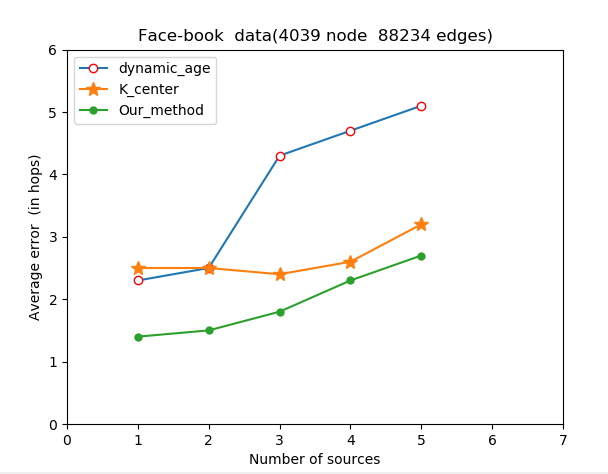 Face-book  data(4039 node  88234 edges)
dynamic_age
K_center
Our_method
Average error  (in hops)
6
5
4
3
2
1
0
0 1 2 3 4 5 6 7
Number of sources